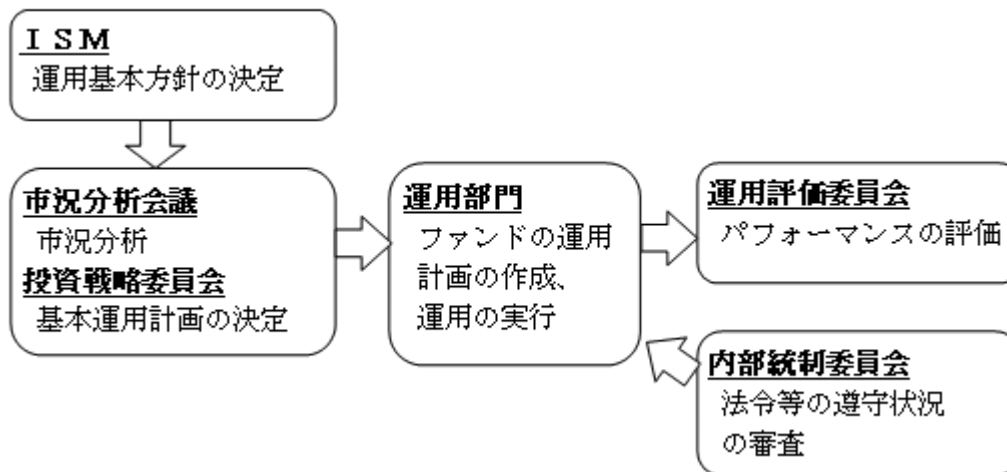 ＩＳＭ
運用基本方針の決定
市況分析会議
市況分析
投資戦略委員会
基本運用計画の決定
運用部門
ファンドの運用
計画の作成、
運用の実行
運用評価委員会
パフォーマンスの評価
内部統制委員会
法令等の遵守状況
の審査